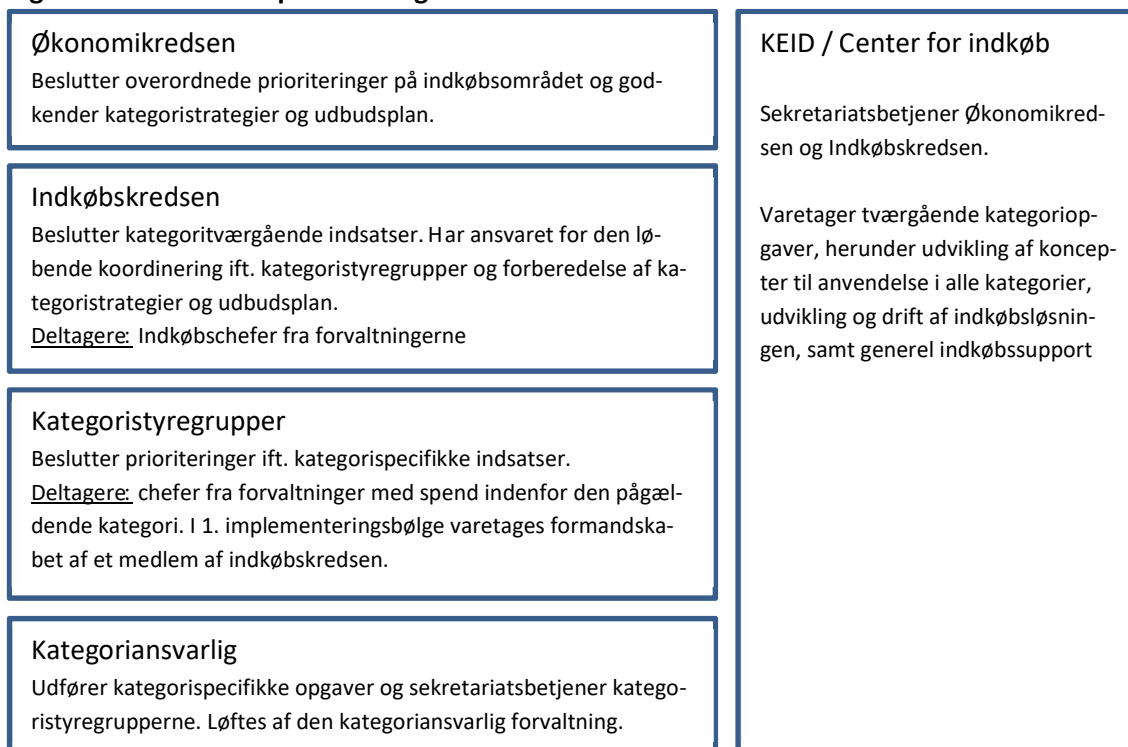 Økonomikredsen
Beslutter overordnede prioriteringer på indkøbsområdet og god-
kender kategoristrategier og udbudsplan.
Indkøbskredsen
Beslutter kategoritværgående indsatser. Har ansvaret for den lø-
bende koordinering ift. kategoristyregrupper og forberedelse af ka-
tegoristrategier og udbudsplan.
Deltagere: Indkøbschefer fra forvaltningerne
Kategoristyregrupper
Beslutter prioriteringer ift. kategorispecifikke indsatser.
Deltagere: chefer fra forvaltninger med spend indenfor den pågæl-
dende kategori. I 1. implementeringsbølge varetages formandska-
bet af et medlem af indkøbskredsen.
Kategoriansvarlig
Udfører kategorispecifikke opgaver og sekretariatsbetjener katego-
ristyregrupperne. Løftes af den kategoriansvarlig forvaltning.
KEID / Center for indkøb
Sekretariatsbetjener Økonomikred-
sen og Indkøbskredsen.
Varetager tværgående kategoriop-
gaver, herunder udvikling af koncep-
ter til anvendelse i alle kategorier,
udvikling og drift af indkøbsløsnin-
gen, samt generel indkøbssupport